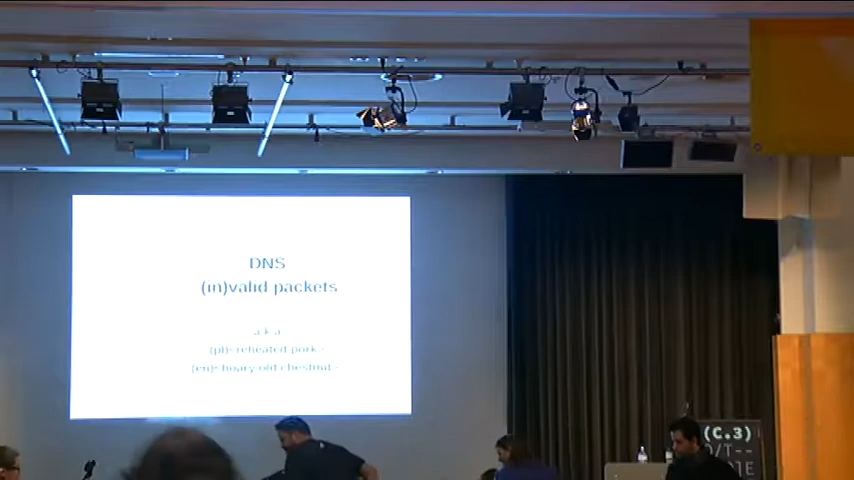 DNS
(in)valid packets
a.k.a
(pl)-reheated pork-
(en)-hoary old chestnut-
(C.3)